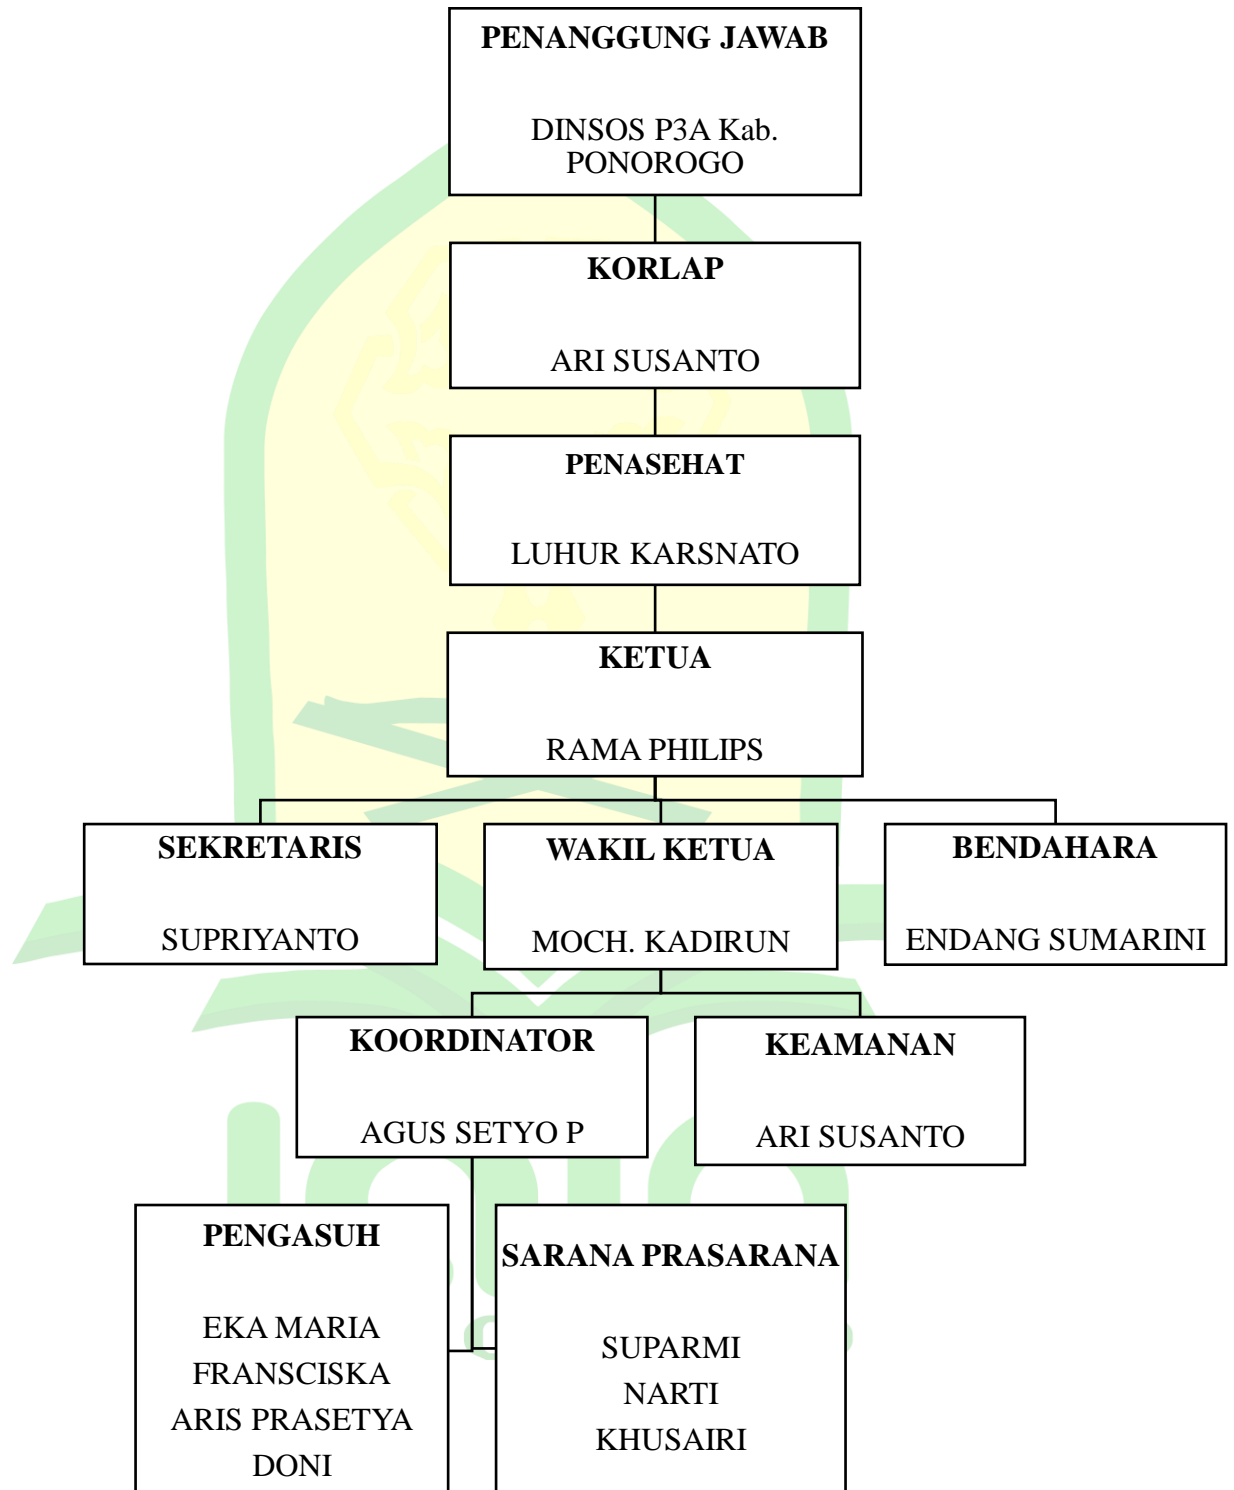 PENANGGUNG JAWAB
DINSOS P3A Kab.
PONOROGO
KORLAP
ARI SUSANTO
PENASEHAT
LUHUR KARSNATO
KETUA
RAMA PHILIPS
SEKRETARIS
SUPRIYANTO
WAKIL KETUA
MOCH. KADIRUN
BENDAHARA
ENDANG SUMARINI
KOORDINATOR
AGUS SETYO P
KEAMANAN
ARI SUSANTO
PENGASUH
EKA MARIA
FRANSCISKA
ARIS PRASETYA
DONI
SARANA PRASARANA
SUPARMI
NARTI
KHUSAIRI